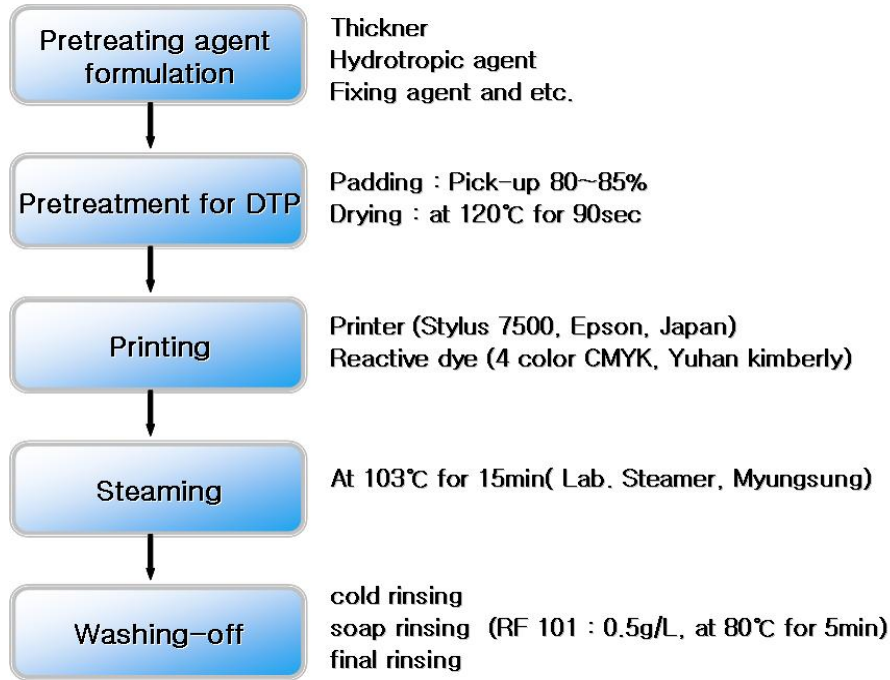 Pretreating agent
formulation
Thickner
Hydrotropic agent
Fixing agent and etc.
Pretreatment for DTP
Padding : Pick-up 80~85%
Drying : at 120℃ for 90sec
Printing
Printer (Stylus 7500, Epson, Japan)
Reactive dye (4 color CMYK, Yuhan kimberly)
Steaming
At 103℃ for 15min( Lab. Steamer, Myungsung)
Washing-off
cold rinsing
soap rinsing (RF 101 : 0.5g/L, at 80℃ for 5min)
final rinsing